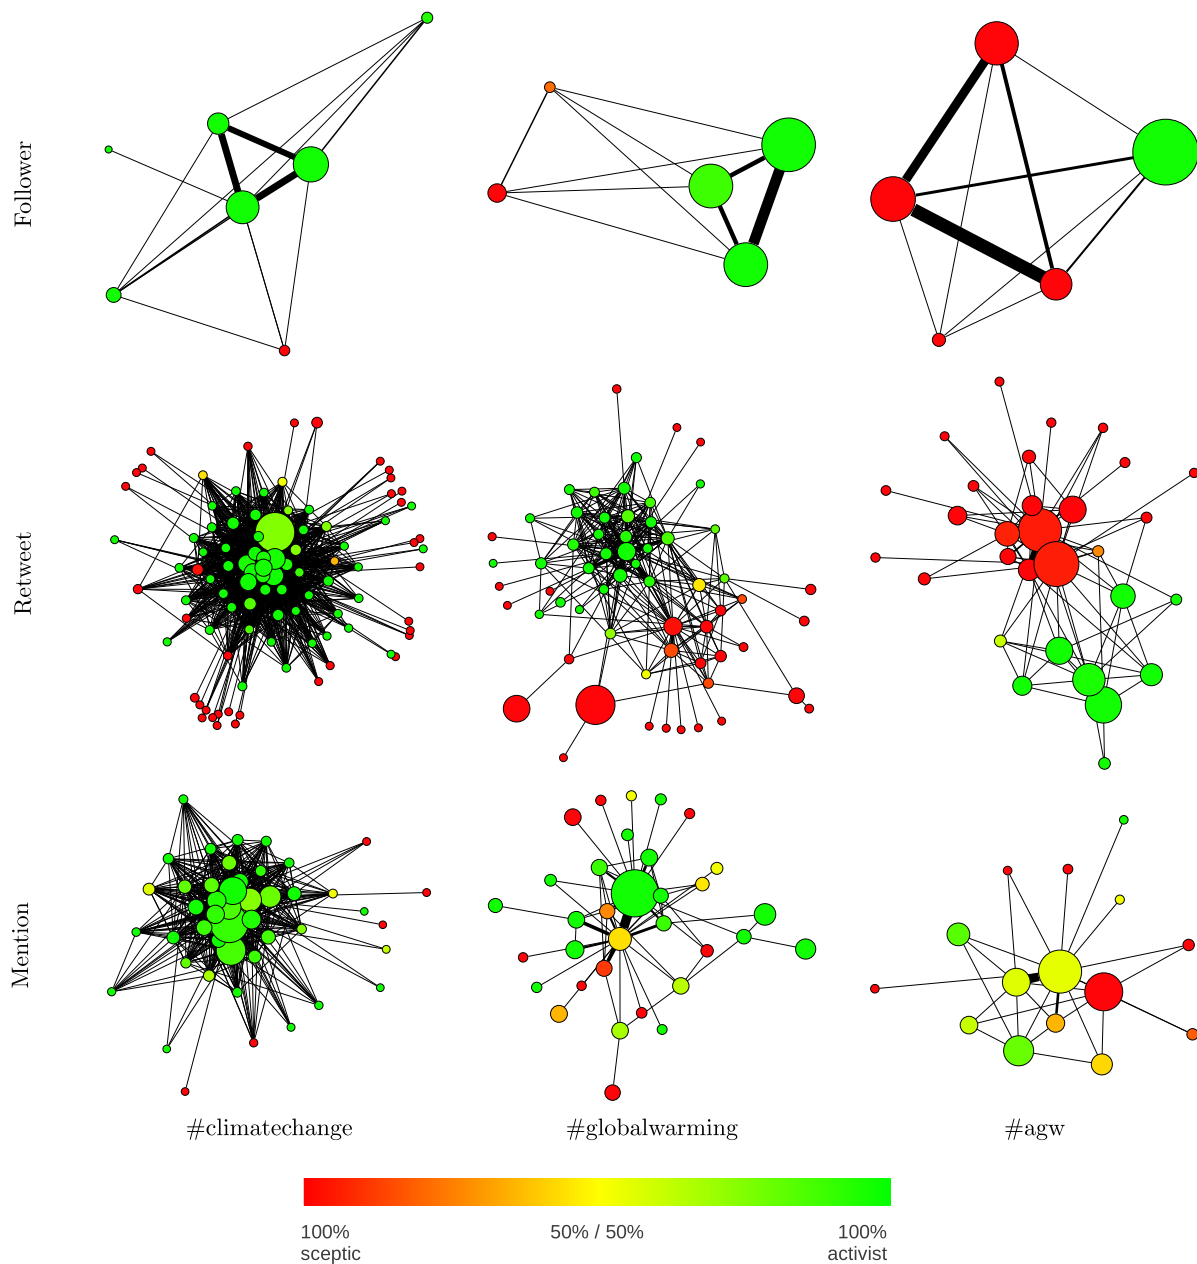 Follower
Retweet
Mention
#climatechange #globalwarming #agw
100% 50% / 50% 100%
sceptic activist